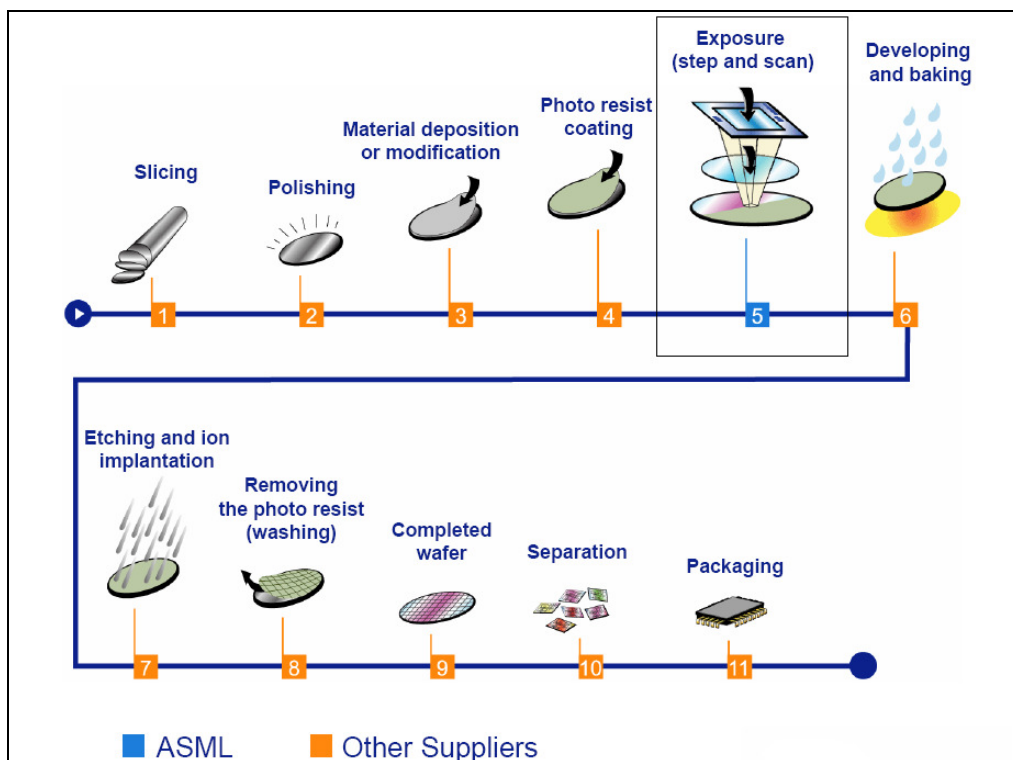 Slicing
Polishing
Material deposition
or modification
Photo resist
coating
Exposure
(step and scan)
Developing
and baking
1
2
3
4
5
6
Etching and ion
implantation
Removing
the photo resist
(washing)
Completed
wafer
Separation
Packaging
7
8
9
10
11
ASML
Other Suppliers